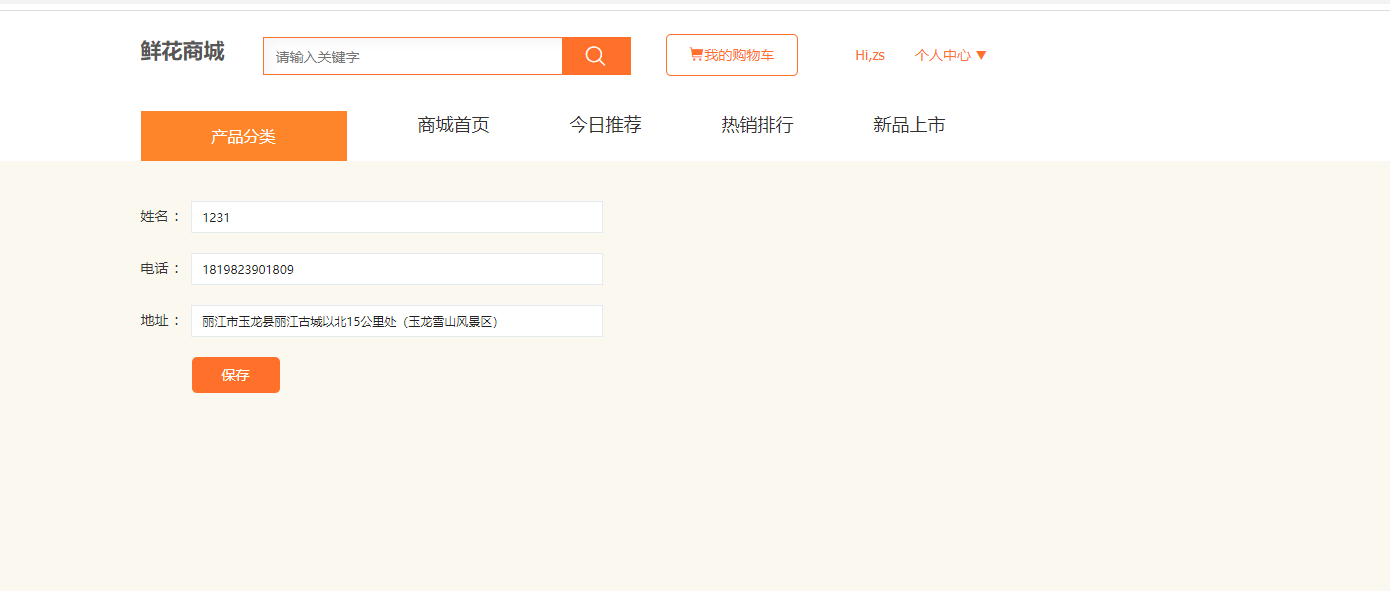 鲜花商城
请输入关键字
我的购物车
Hi,zs
个人中心▼
产品分类
商城首页
今日推荐
热销排行
新品上市
姓名：
1231
电话：
1819823901809
地址：
丽江市玉龙县丽江古城以北15公里处（玉龙雪山风景区）
保存